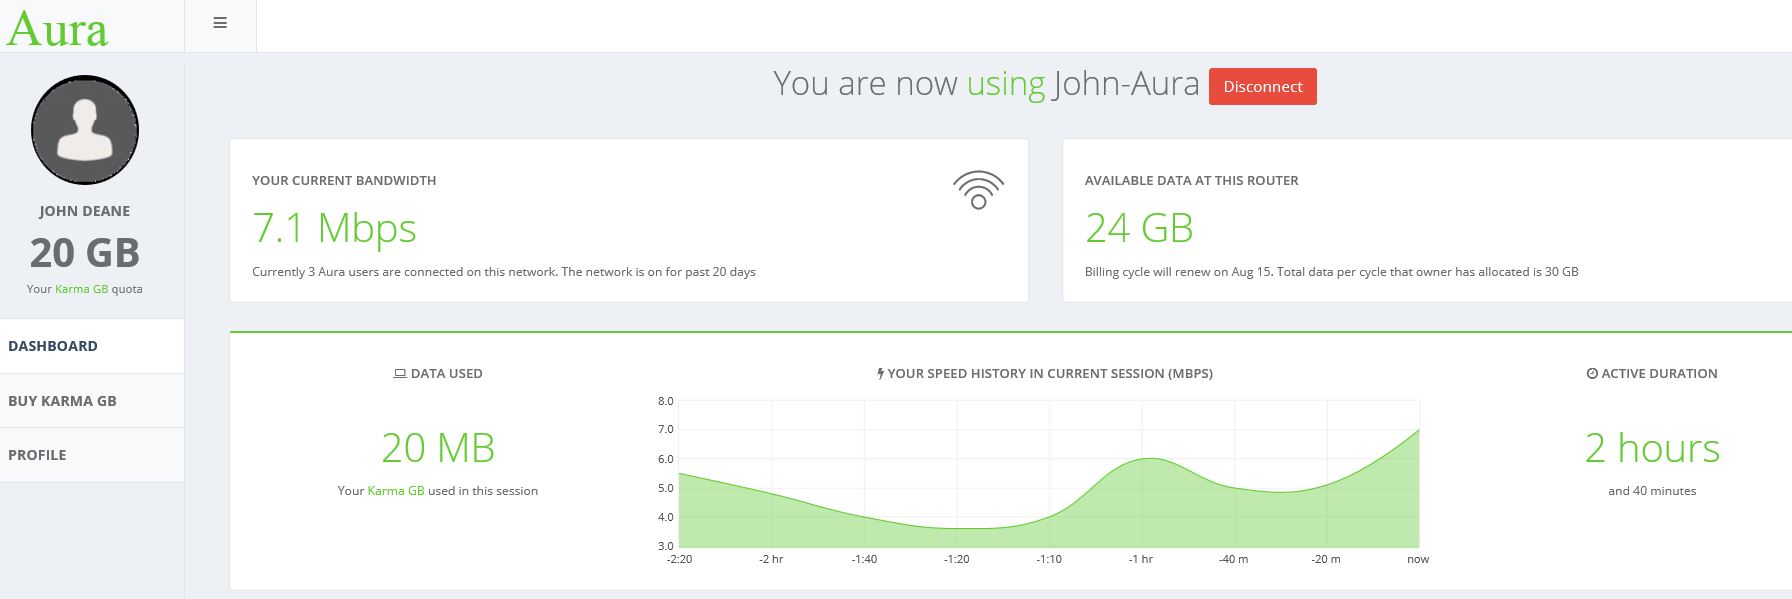 Aura
You are now using John-Aura Disconnect
JOHN DEANE
20 GB
Your Karma GB quota
DASHBOARD
BUY KARMA GB
PROFILE
YOUR CURRENT BANDWIDTH
7.1 Mbps
Currently 3 Aura users are connected on this network. The network is on for past 20 days
AVAILABLE DATA AT THIS ROUTER
24 GB
Billing cycle will renew on Aug 15. Total data per cycle that owner has allocated is 30 GB
DATA USED
20 MB
Your Karma GB used in this session
YOUR SPEED HISTORY IN CURRENT SESSION (MBPS)
8.0
7.0
6.0
5.0
4.0
3.0
-2:20 -2 hr -1:40 -1:20 -1:10 -1 hr -40 m -20 m now
ACTIVE DURATION
2 hours
and 40 minutes